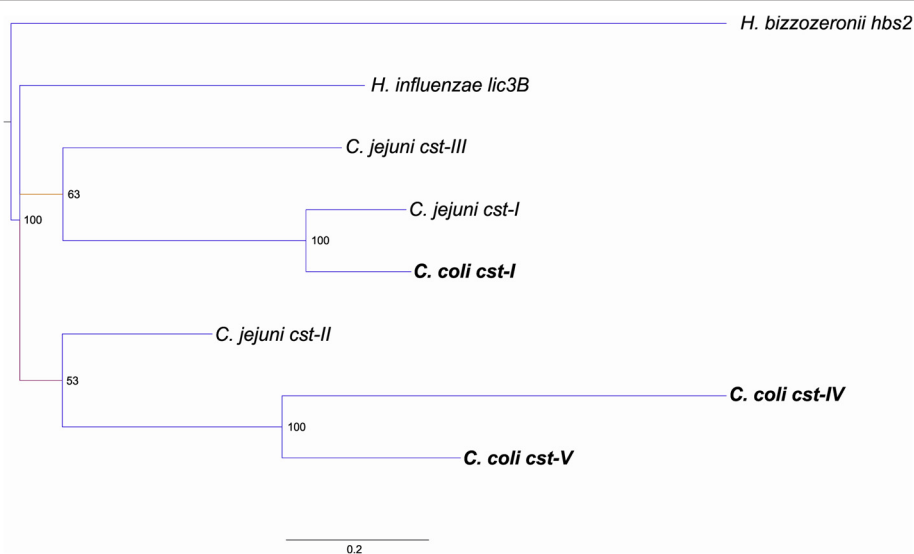 H. bizzozeronii hbs2
H. influenzae lic3B
C. jejuni cst-III
63
C. jejuni cst-I
100
100
C. coli cst-I
C. jejuni cst-II
53
C. coli cst-IV
100
C. coli cst-V
0.2